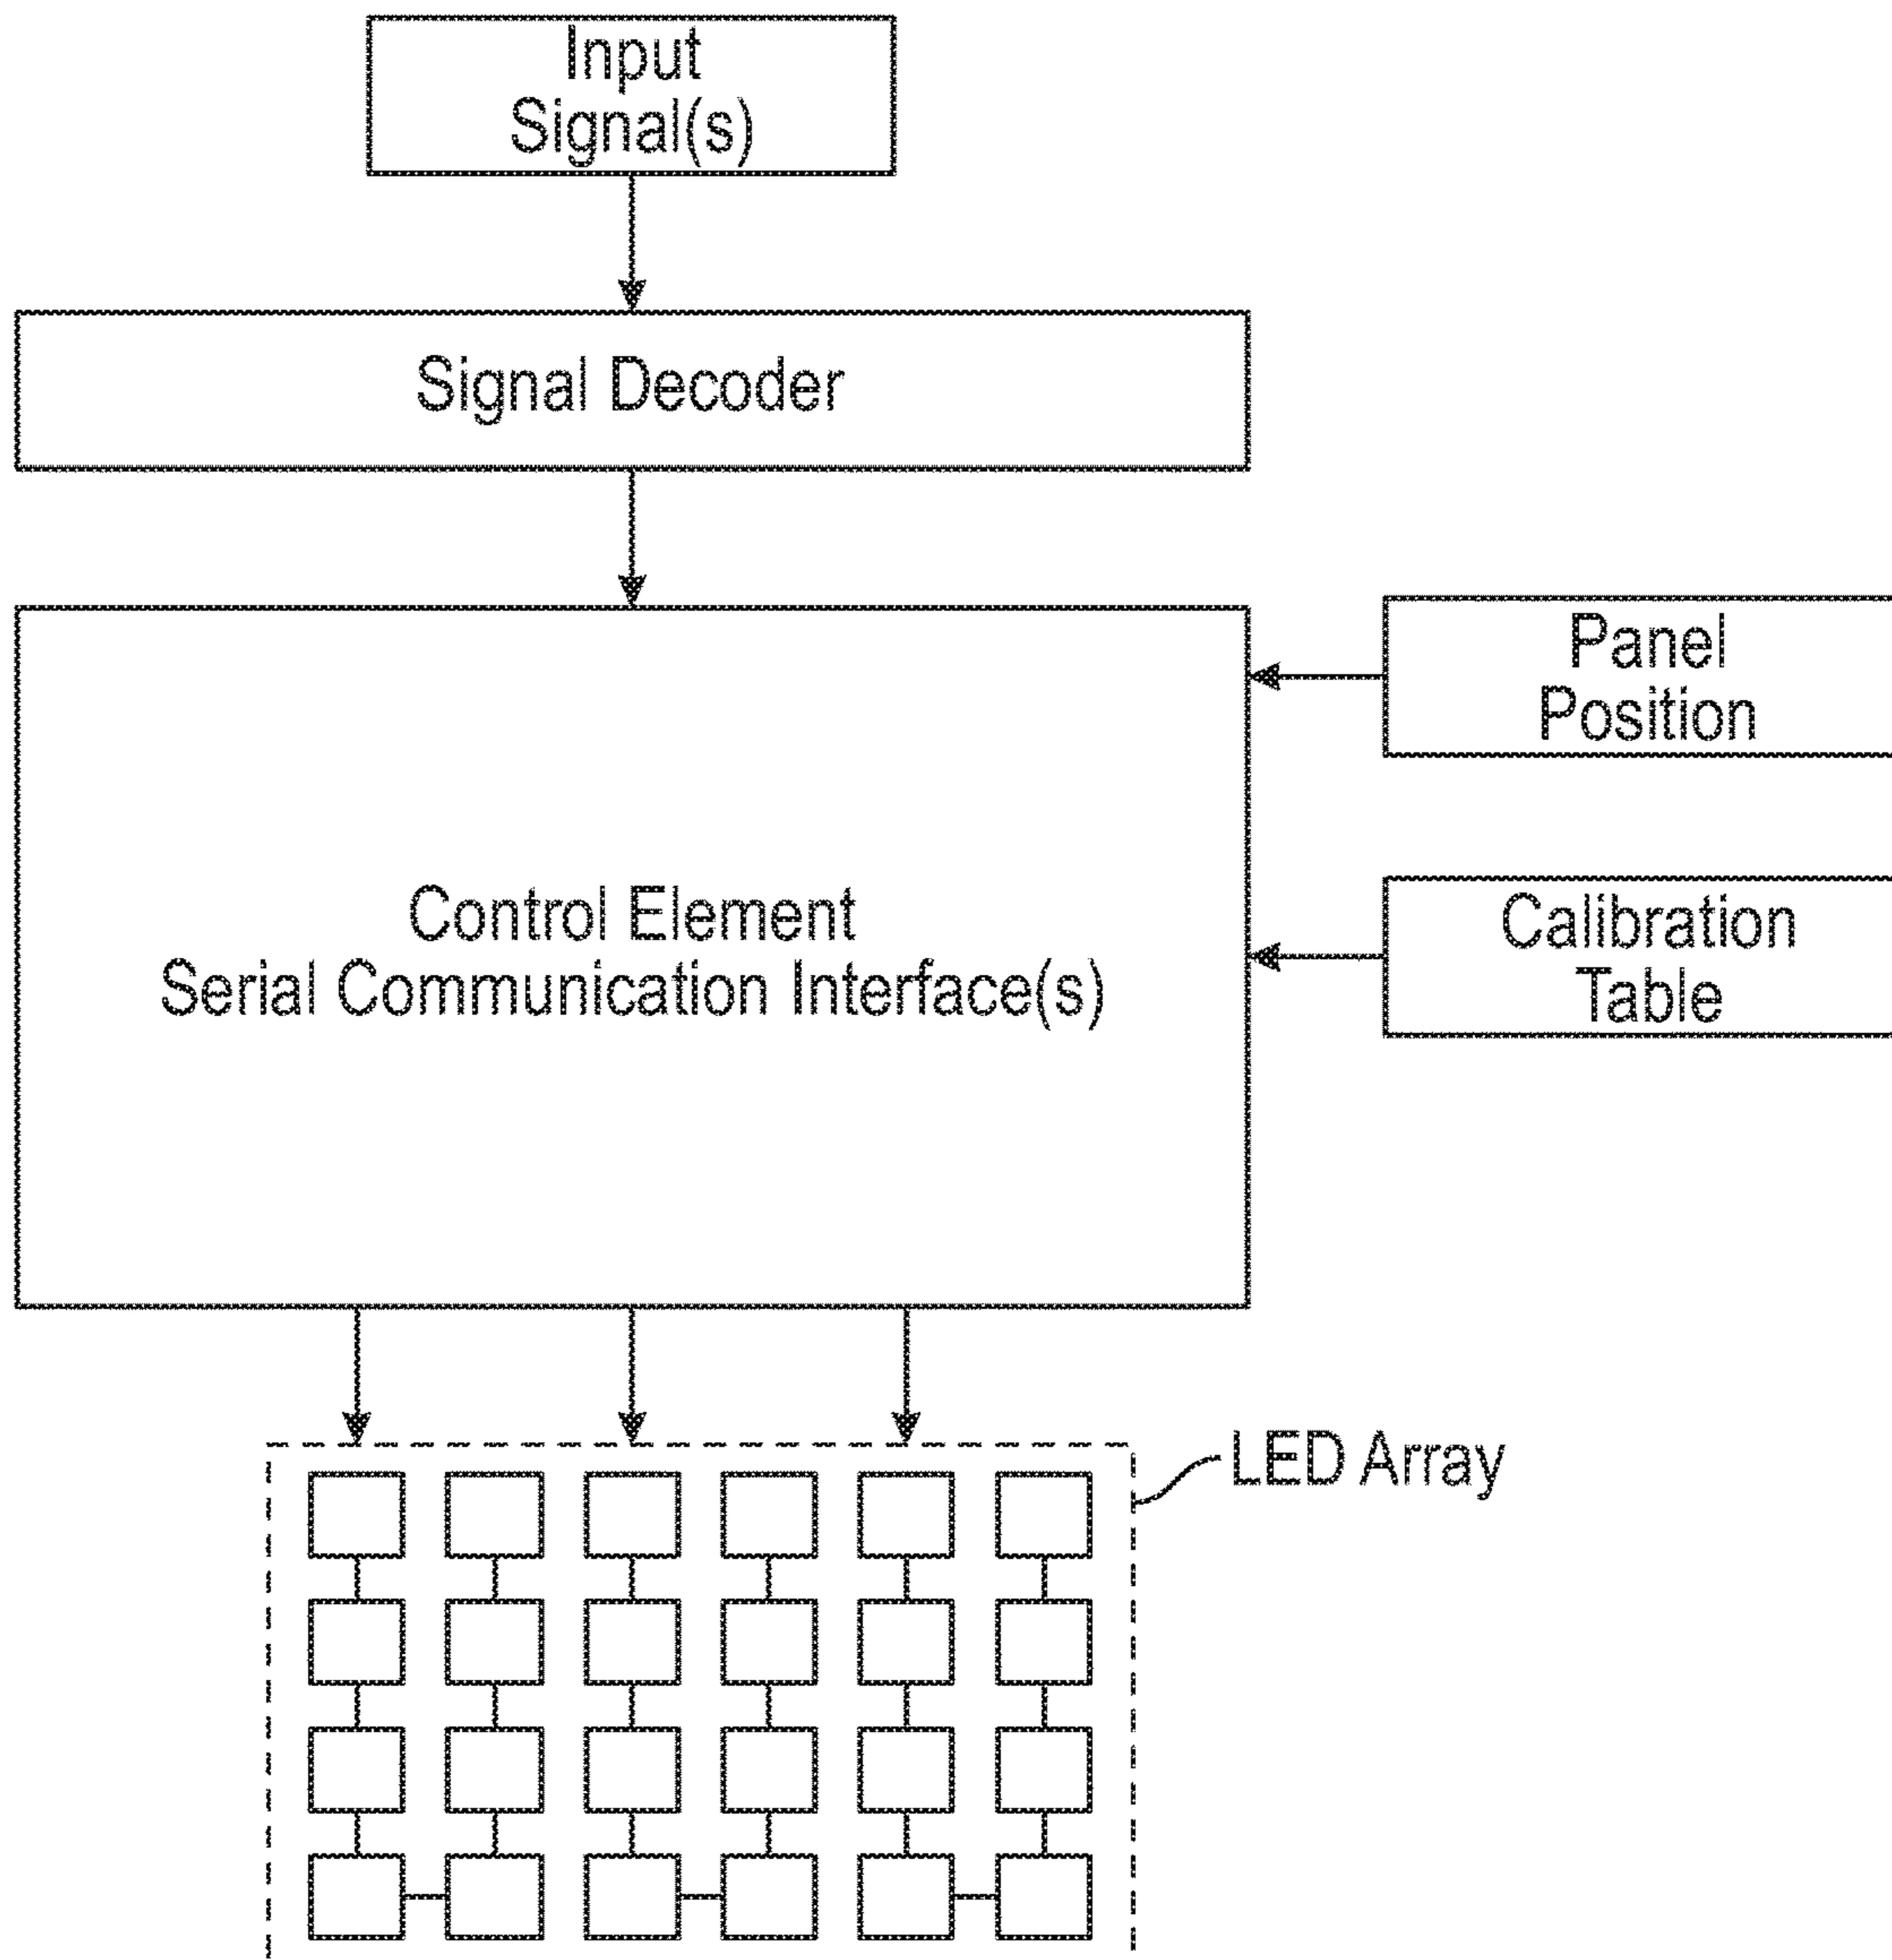 Input
Signal(s)
Signal Decoder
Panel
Position
Control Element
Serial Communication Interface(s)
Calibration
Table
LED Array